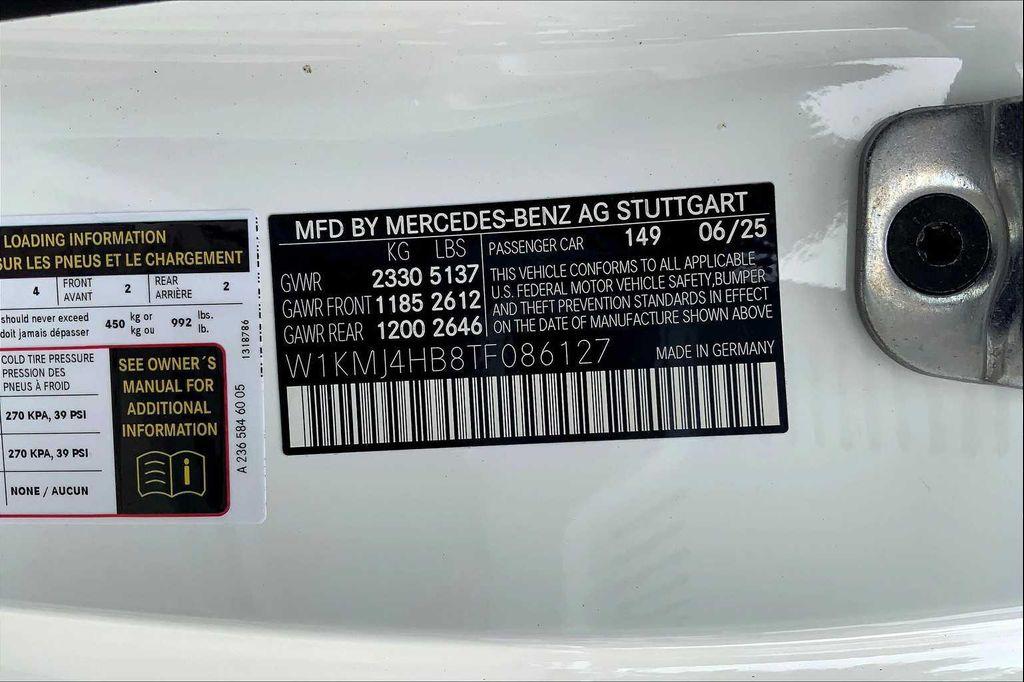 LOADING INFORMATION
SUR LES PNEUS ET LE CHARGEMENT
4 FRONT AVANT 2 REAR ARRIÈRE 2
should never exceed
doit jamais dépasser
450 kg or kg ou 992 lbs. lb.
COLD TIRE PRESSURE
PRESSION DES
PNEUS À FROID
270 KPA, 39 PSI
270 KPA, 39 PSI
NONE / AUCUN
SEE OWNER´S
MANUAL FOR
ADDITIONAL
INFORMATION
1318786
A 236 584 60 05
MFD BY MERCEDES-BENZ AG STUTTGART
KG LBS
GVWR 2330 5137
GAWR FRONT 1185 2612
GAWR REAR 1200 2646
PASSENGER CAR 149 06/25
THIS VEHICLE CONFORMS TO ALL APPLICABLE
U.S. FEDERAL MOTOR VEHICLE SAFETY,BUMPER
AND THEFT PREVENTION STANDARDS IN EFFECT
ON THE DATE OF MANUFACTURE SHOWN ABOVE
W1KMJ4HB8TF086127 MADE IN GERMANY